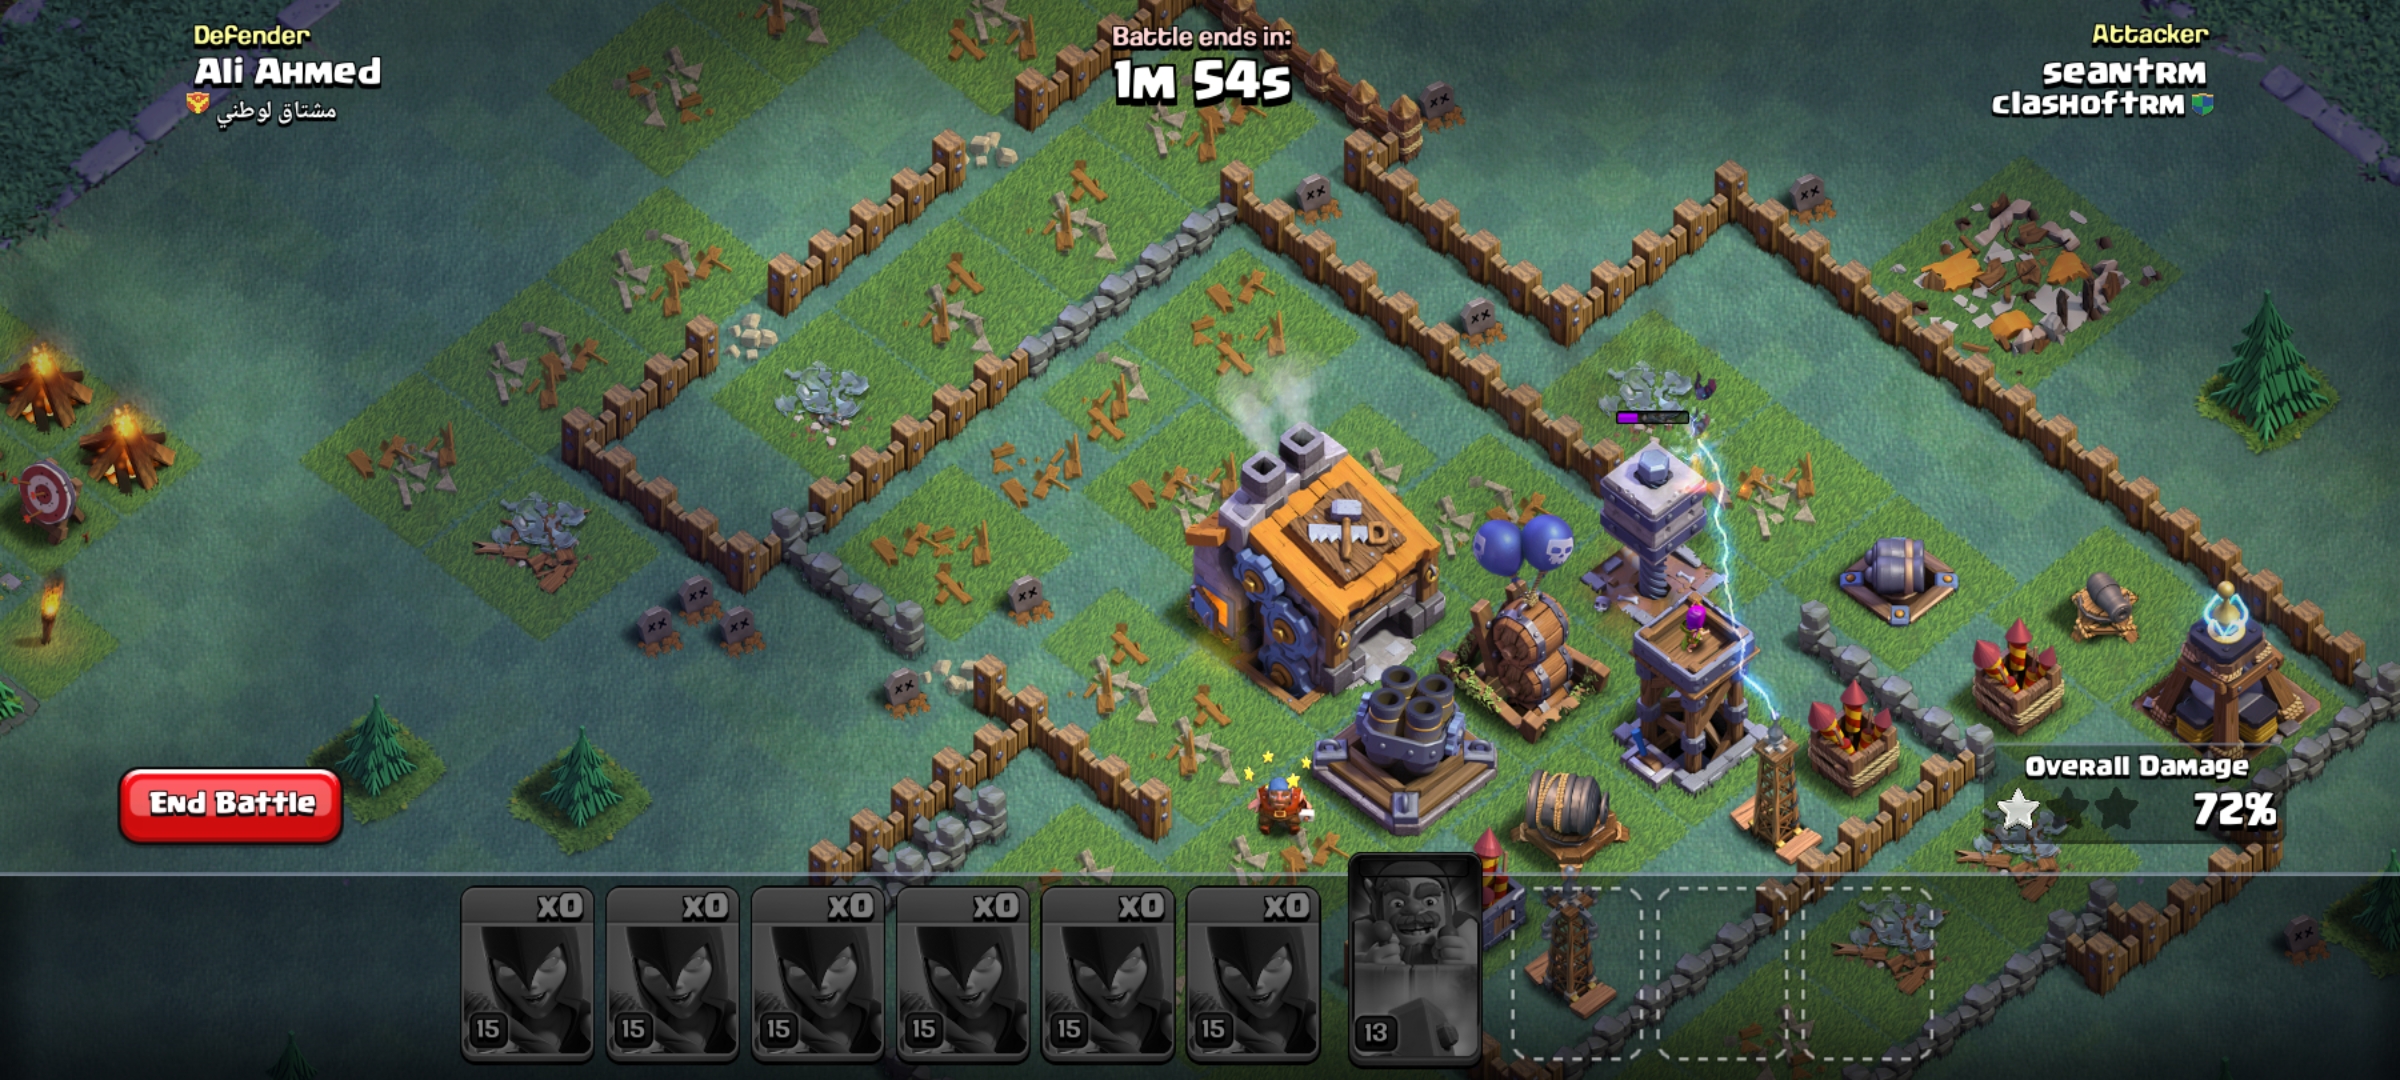 Defender
Ali Ahmed
مشتاق لوطني
Battle ends in:
1M 54s
Attacker
seantrm
clashoftrm
End Battle
Overall Damage
72%
x0
x0
x0
x0
x0
x0
15
15
15
15
15
15
13